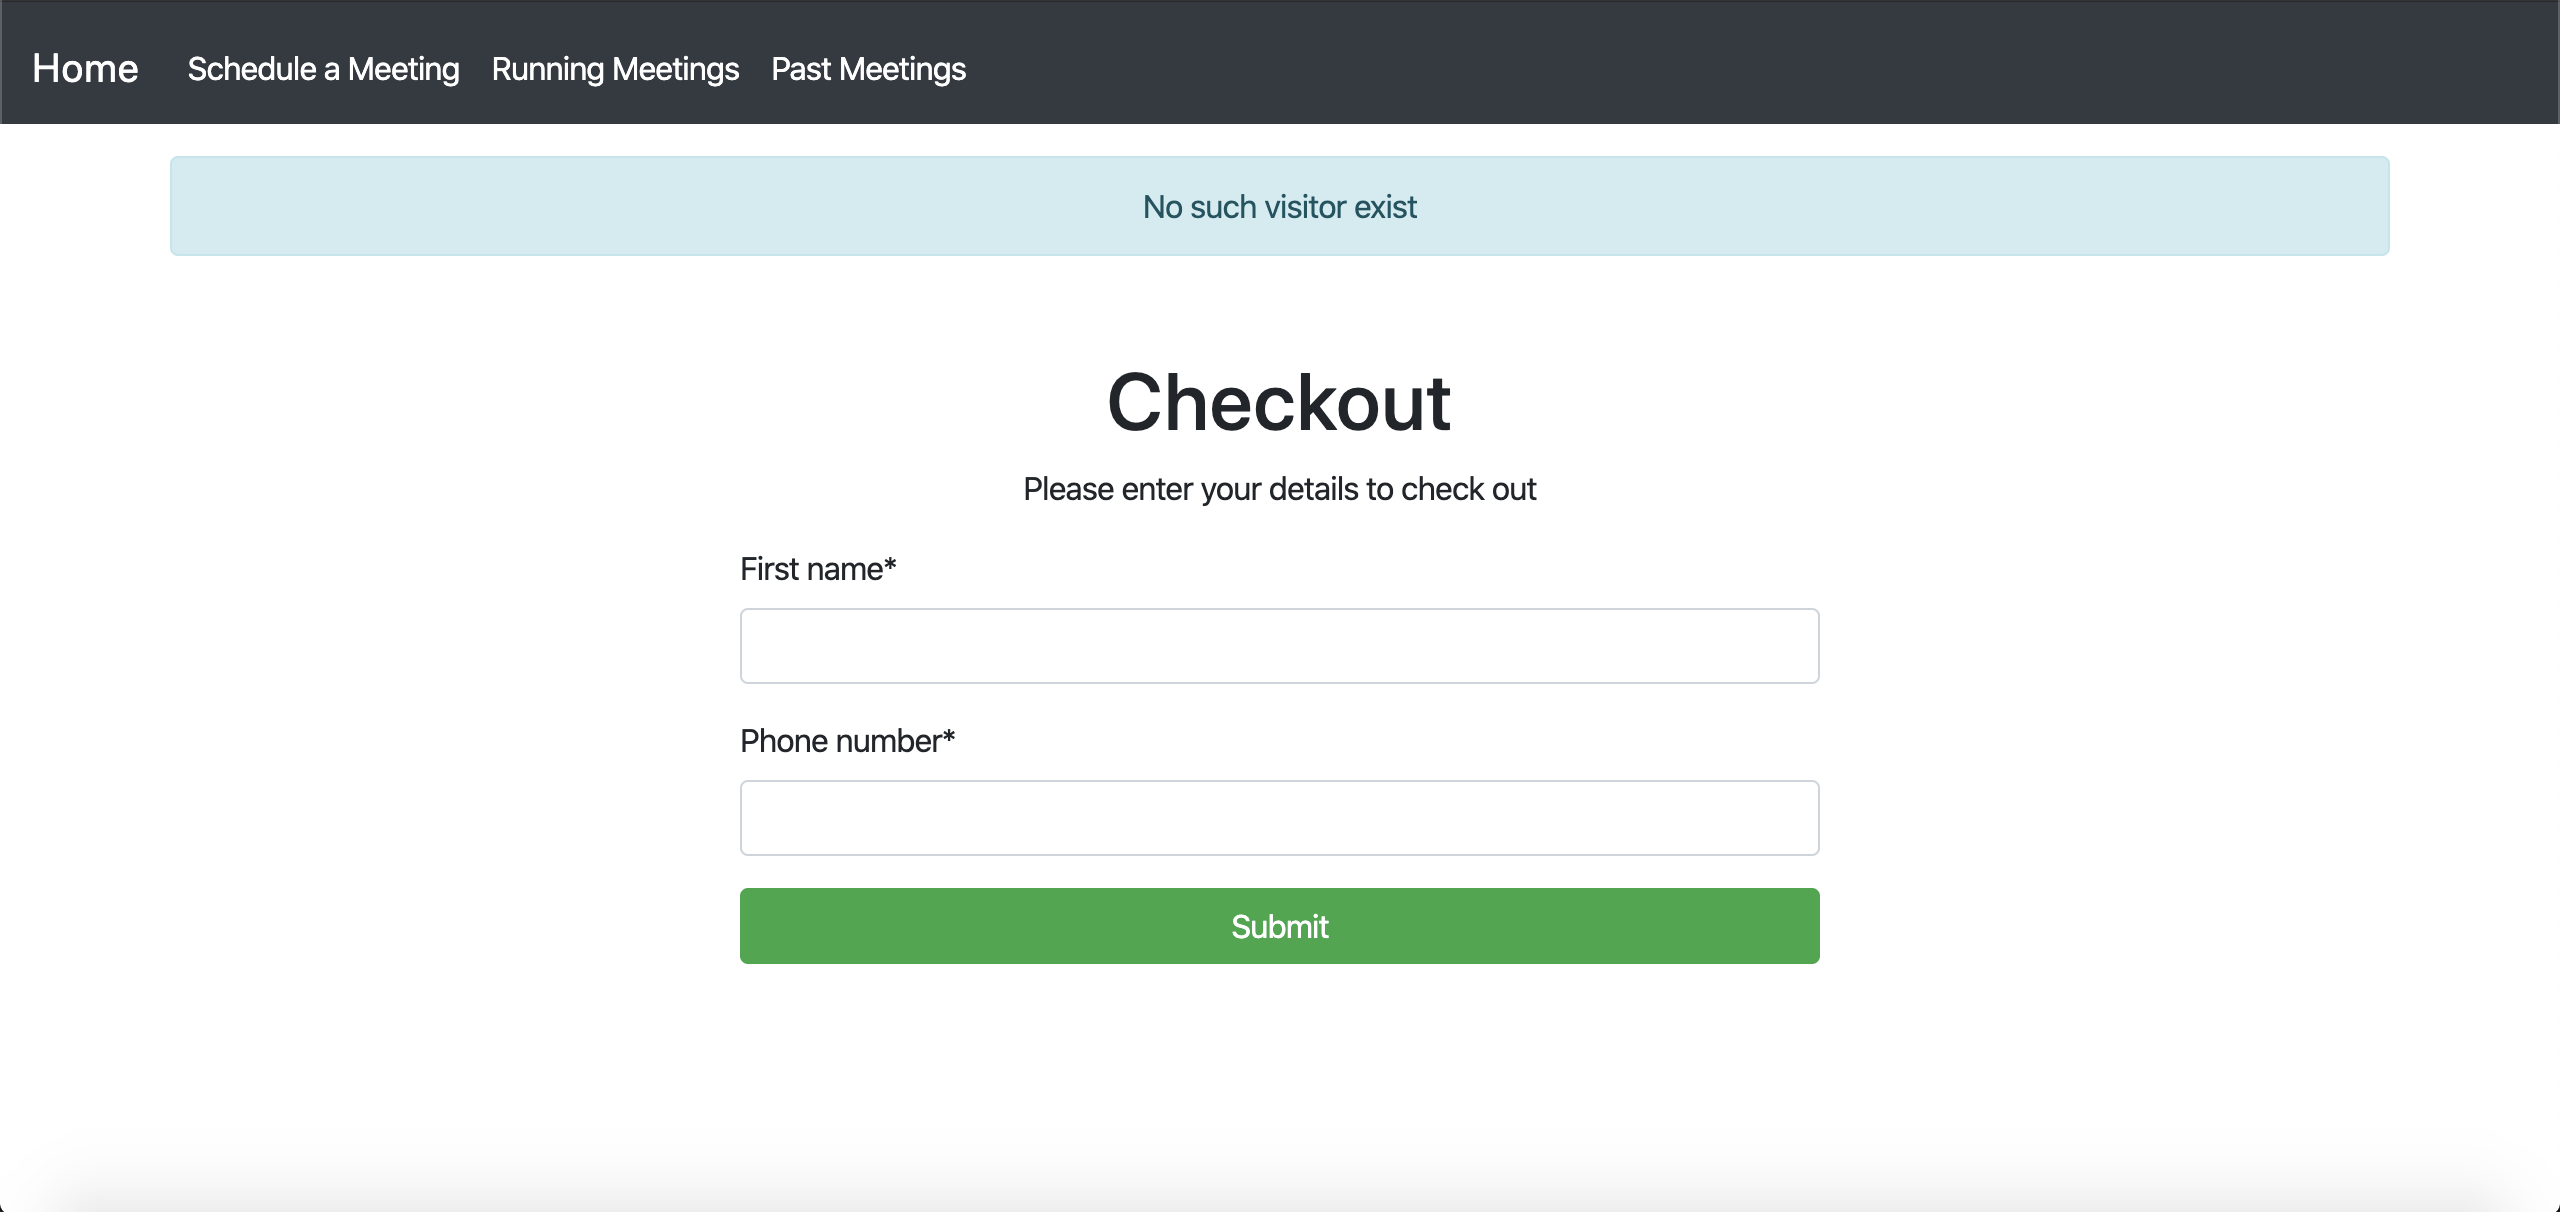 Home Schedule a Meeting Running Meetings Past Meetings
No such visitor exist
Checkout
Please enter your details to check out
First name*
Phone number*
Submit